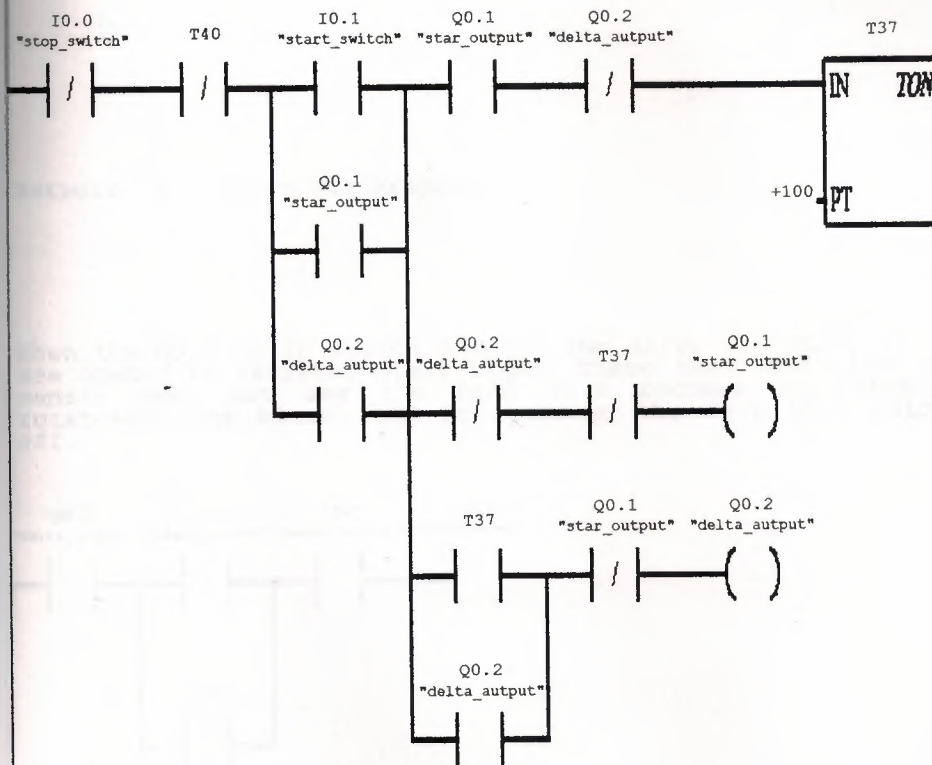 I0.0 T40 I0.1 Q0.1 Q0.2 T37
"stop_switch" "start_switch" "star_output" "delta_autput"
IN TON
Q0.1
"star_output"
+100 PT
Q0.2 Q0.2 T37 Q0.1
"delta_autput" "delta_autput" "star_output"
T37 Q0.1 Q0.2
"star_output" "delta_autput"
Q0.2
"delta_autput"